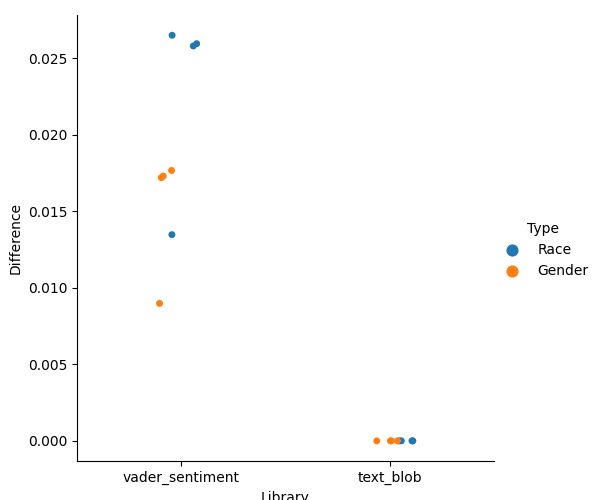 0.025
0.020
0.015
0.010
0.005
0.000
Difference
vader_sentiment
text_blob
Library
Type
Race
Gender